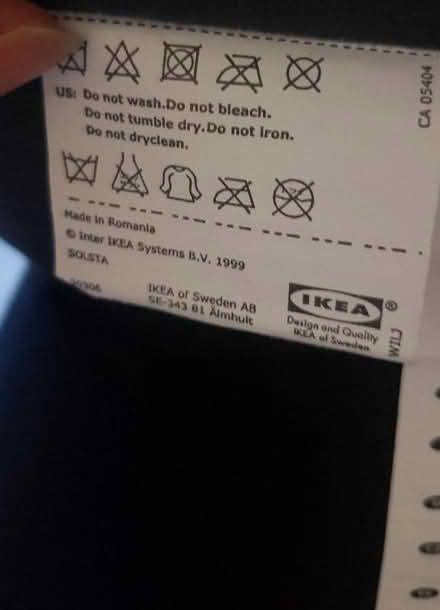 US: Do not wash.Do not bleach.
Do not tumble dry.Do not iron.
Do not dryclean.
Made in Romania
© Inter IKEA Systems B.V. 1999
SOLSTA
IKEA of Sweden AB
SE-343 81 Älmhult
IKEA®
Design and Quality
IKEA of Sweden
CA 05404